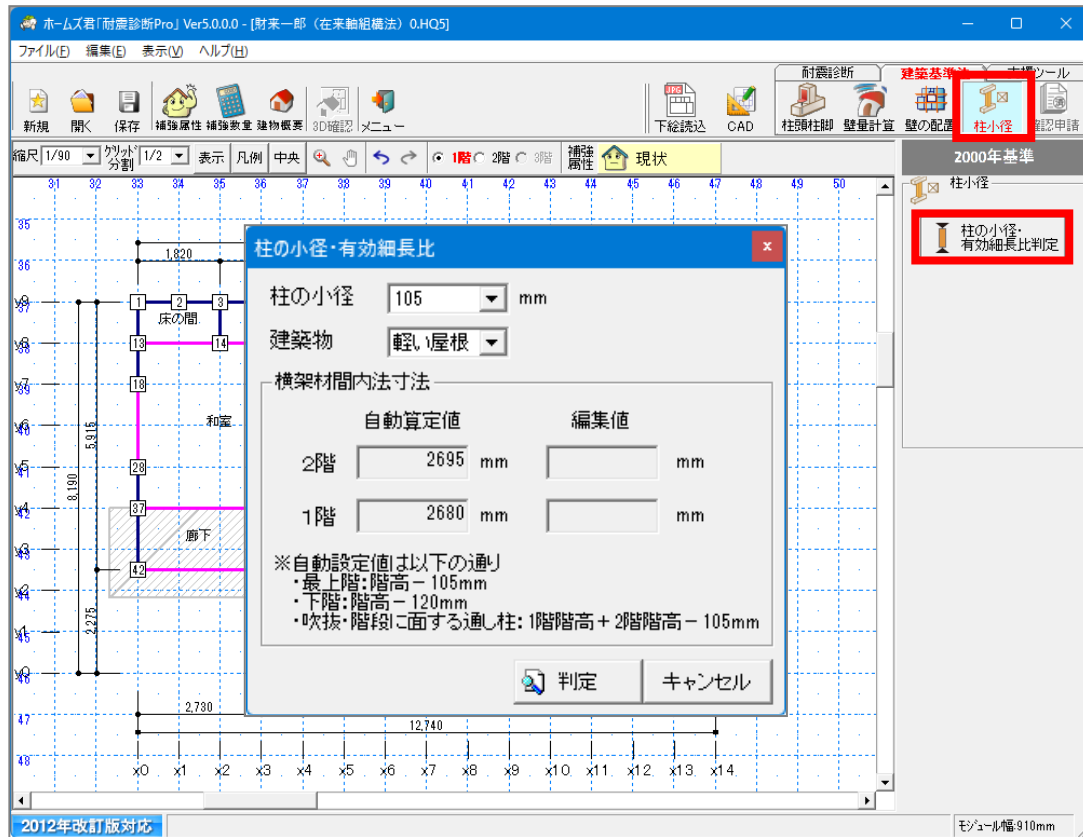 ホームズ君「耐震診断Pro」 Ver5.0.0.0 - [財来一郎（在来軸組構法）0.HQ5]
ファイル(F) 編集(E) 表示(V) ヘルプ(H)
耐震診断 建築基準法 支援ツール
新規 開く 保存 補強属性 補強数量 建物概要 3D確認 メニュー 下絵読込 CAD 柱頭柱脚 壁量計算 壁の配置 柱小径 確認申請
縮尺 1/90 グリッド分割 1/2 表示 凡例 中央 1階 2階 3階 補強属性 現状
2000年基準
柱小径
柱の小径・
有効細長比判定
31 32 33 34 35 36 37 38 39 40 41 42 43 44 45 46 47 48 49 50
35
1,820
36
1 2 3
床の間
13 14
18
和室
5,915
28
8,190
37
廊下
42
2,275
2,730
47
12,740
48
x0 x1 x2 x3 x4 x5 x6 x7 x8 x9 x10 x11 x12 x13 x14
柱の小径・有効細長比
柱の小径 105 mm
建築物 軽い屋根
横架材間内法寸法
自動算定値 編集値
2階 2695 mm mm
1階 2680 mm mm
※自動設定値は以下の通り
・最上階：階高－105mm
・下階：階高－120mm
・吹抜・階段に面する通し柱：1階階高＋2階階高－105mm
判定 キャンセル
2012年改訂版対応 モジュール幅:910mm